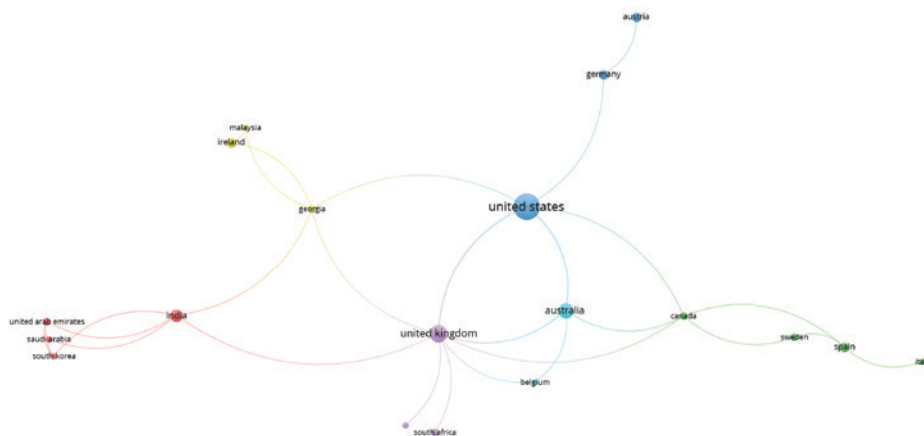 austria
germany
malaysia
ireland
united states
georgia
australia
india
canada
united arab emirates
united kingdom
saudi arabia
sweden
spain
south korea
belgium
south africa